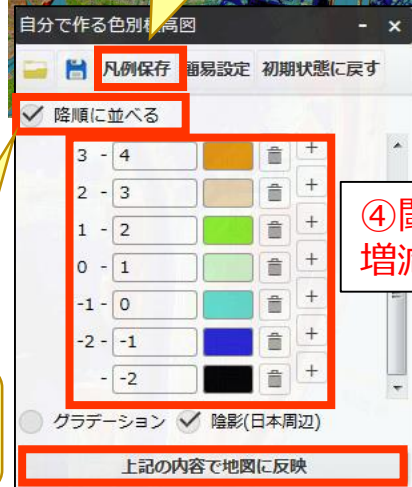 自分で作る色別標高図 - ×
凡例保存 簡易設定 初期状態に戻す
降順に並べる
3 - 4 +
2 - 3 +
1 - 2 +
0 - 1 +
-1 - 0 +
-2 - -1 +
- -2 +
④
増減
グラデーション 陰影(日本周辺)
上記の内容で地図に反映